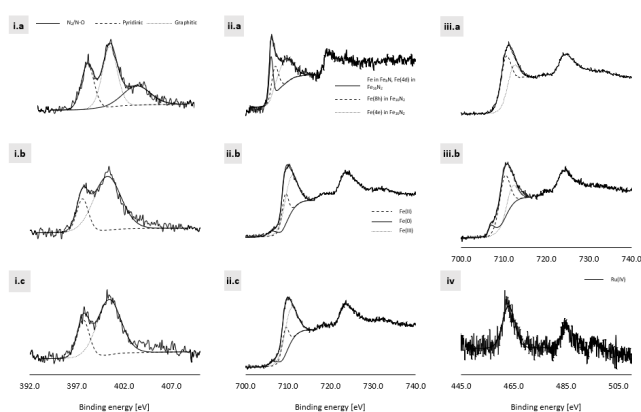 i.a
N₂/N-O
Pyridinic
Graphitic
ii.a
Fe in Fe₄N, Fe(4d) in
Fe₁₆N₂
Fe(8h) in Fe₁₆N₂
Fe(4e) in Fe₁₆N₂
iii.a
i.b
ii.b
Fe(II)
Fe(0)
Fe(III)
iii.b
700.0 710.0 720.0 730.0 740.0
i.c
392.0 397.0 402.0 407.0
Binding energy [eV]
ii.c
700.0 710.0 720.0 730.0 740.0
Binding energy [eV]
iv
Ru(IV)
445.0 465.0 485.0 505.0
Binding energy [eV]